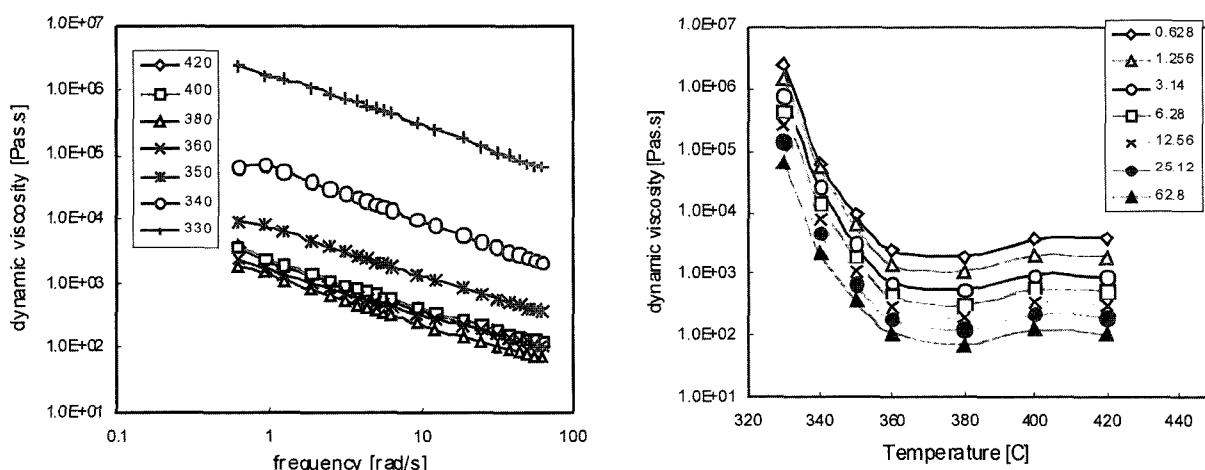 1.0E+07
1.0E+06
1.0E+05
1.0E+04
1.0E+03
1.0E+02
1.0E+01
dynamic viscosity [Pas.s]
420
400
380
360
350
340
330
0.1
1
10
100
frequency [rad/s]
1.0E+07
1.0E+06
1.0E+05
1.0E+04
1.0E+03
1.0E+02
1.0E+01
dynamic viscosity [Pas.s]
0.628
1.256
3.14
6.28
12.56
25.12
62.8
320
340
360
380
400
420
440
Temperature [C]